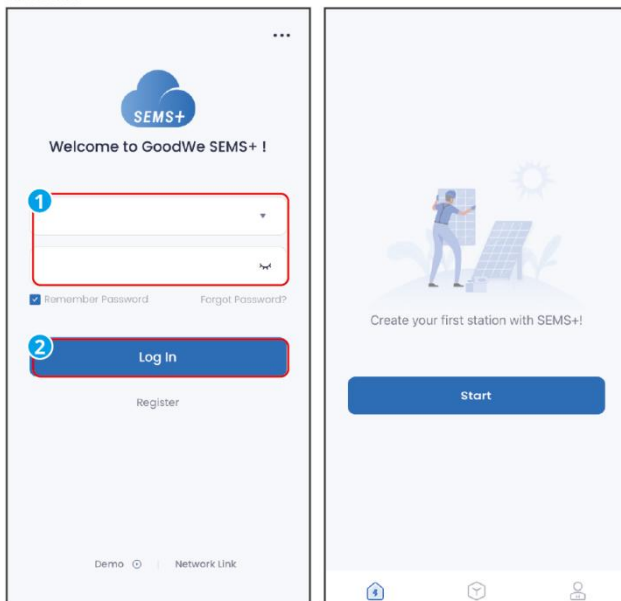 SEMS+
Welcome to GoodWe SEMS+ !
1
Remember Password
Forgot Password?
2
Log In
Register
Demo
Network Link
Create your first station with SEMS+!
Start